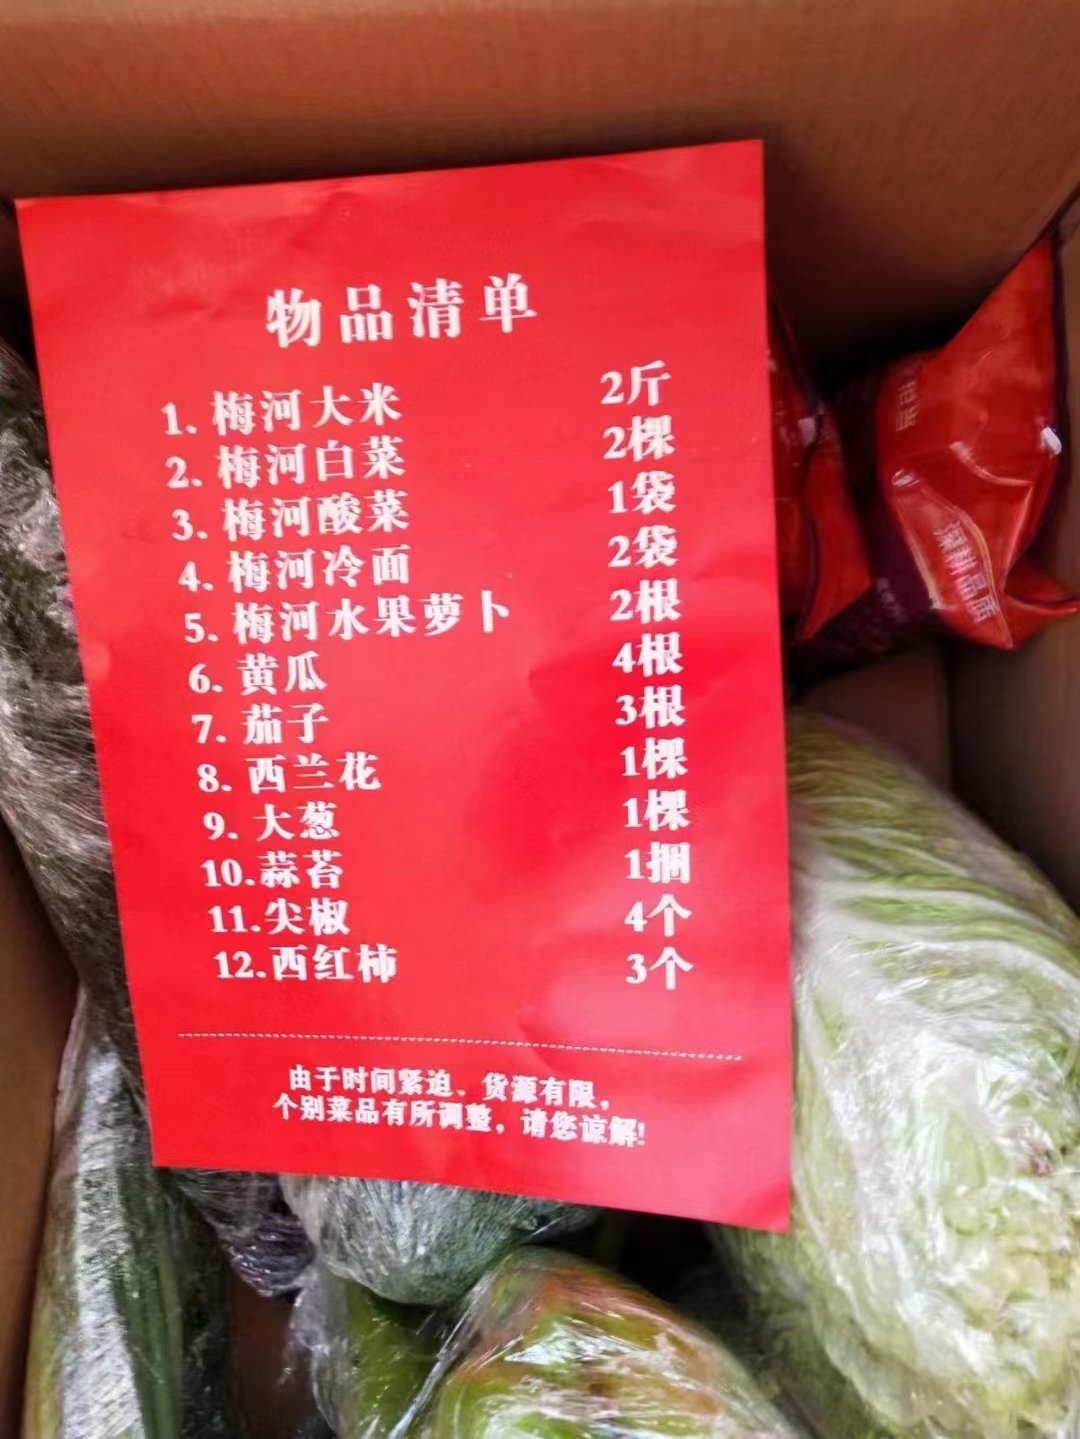 物品清单
1. 梅河大米 2斤
2. 梅河白菜 2棵
3. 梅河酸菜 1袋
4. 梅河冷面 2袋
5. 梅河水果萝卜 2根
6. 黄瓜 4根
7. 茄子 3根
8. 西兰花 1棵
9. 大葱 1棵
10.蒜苔 1捆
11.尖椒 4个
12.西红柿 3个
由于时间紧迫、货源有限，
个别菜品有所调整，请您谅解!
品质